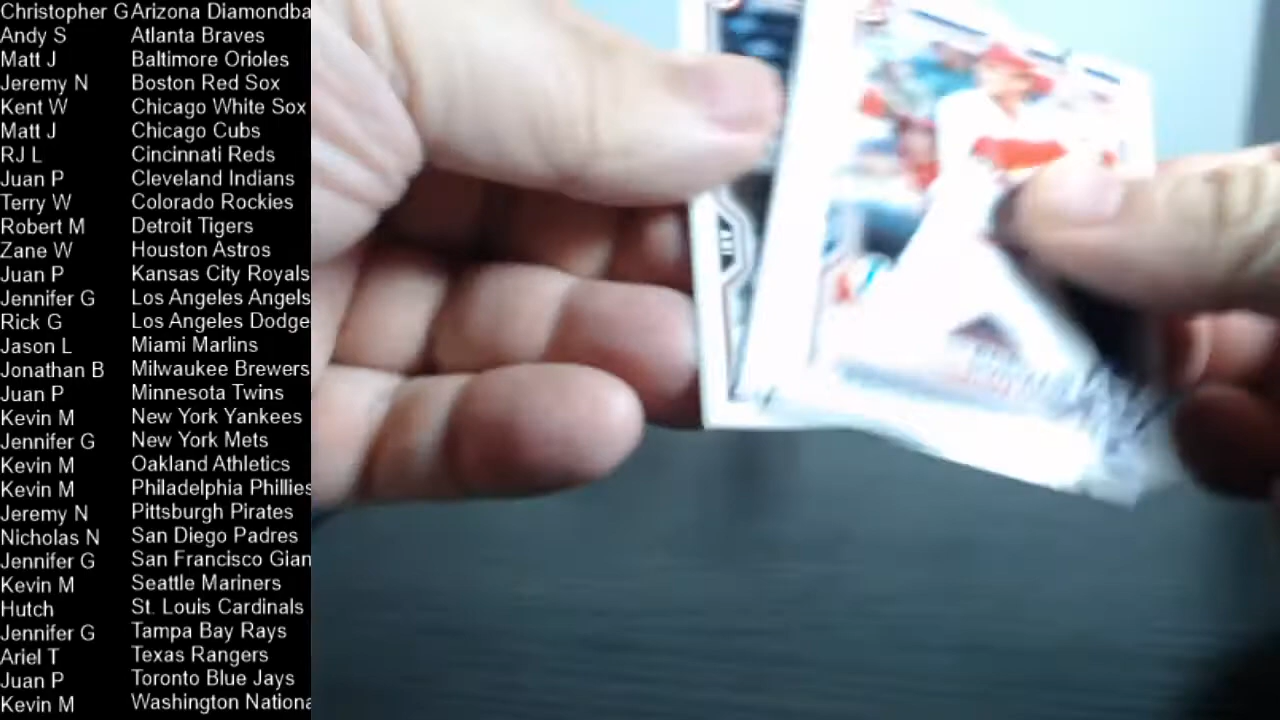 Christopher G Arizona Diamondba
Andy S Atlanta Braves
Matt J Baltimore Orioles
Jeremy N Boston Red Sox
Kent W Chicago White Sox
Matt J Chicago Cubs
RJ L Cincinnati Reds
Juan P Cleveland Indians
Terry W Colorado Rockies
Robert M Detroit Tigers
Zane W Houston Astros
Juan P Kansas City Royals
Jennifer G Los Angeles Angels
Rick G Los Angeles Dodge
Jason L Miami Marlins
Jonathan B Milwaukee Brewers
Juan P Minnesota Twins
Kevin M New York Yankees
Jennifer G New York Mets
Kevin M Oakland Athletics
Kevin M Philadelphia Phillies
Jeremy N Pittsburgh Pirates
Nicholas N San Diego Padres
Jennifer G San Francisco Gian
Kevin M Seattle Mariners
Hutch St. Louis Cardinals
Jennifer G Tampa Bay Rays
Ariel T Texas Rangers
Juan P Toronto Blue Jays
Kevin M Washington Nationa